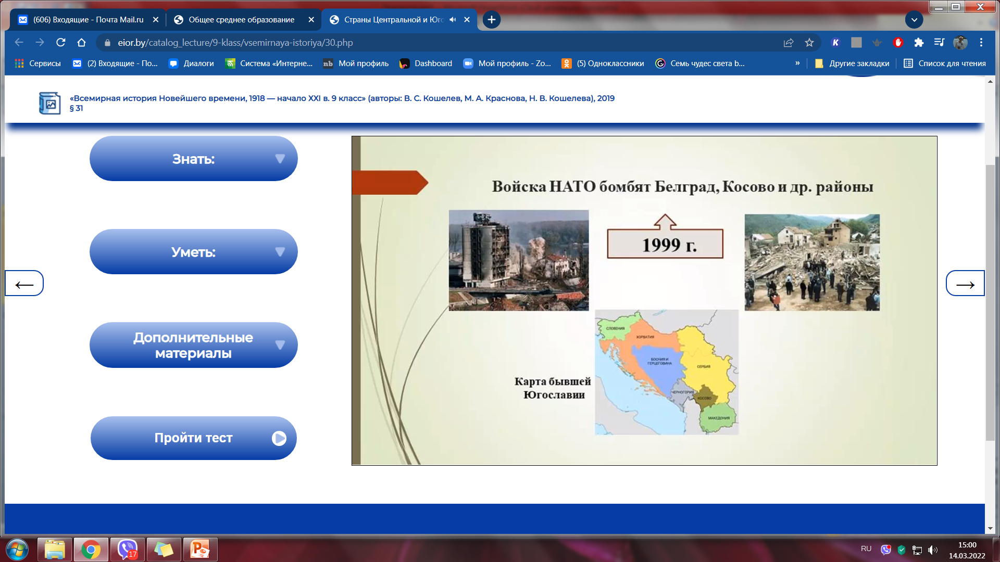 (606) Входящие - Почта Mail.ru
Общее среднее образование
Страны Центральной и Юго
eior.by/catalog_lecture/9-klass/vsemirnaya-istoriya/30.php
Сервисы
(2) Входящие - По...
Диалоги
Система «Интерне...
nb Мой профиль
Dashboard
Мой профиль - Zo...
(5) Одноклассники
Семь чудес света b...
»
Другие закладки
Список для чтения
«Всемирная история Новейшего времени, 1918 — начало XXI в. 9 класс» (авторы: В. С. Кошелев, М. А. Краснова, Н. В. Кошелева), 2019
§ 31
Знать:
Уметь:
Дополнительные
материалы
Пройти тест
Войска НАТО бомбят Белград, Косово и др. районы
1999 г.
СЛОВЕНИЯ
ХОРВАТИЯ
БОСНИЯ И
ГЕРЦЕГОВИНА
СЕРБИЯ
ЧЕРНОГОРИЯ
КОСОВО
МАКЕДОНИЯ
Карта бывшей
Югославии
17
RU
15:00
14.03.2022